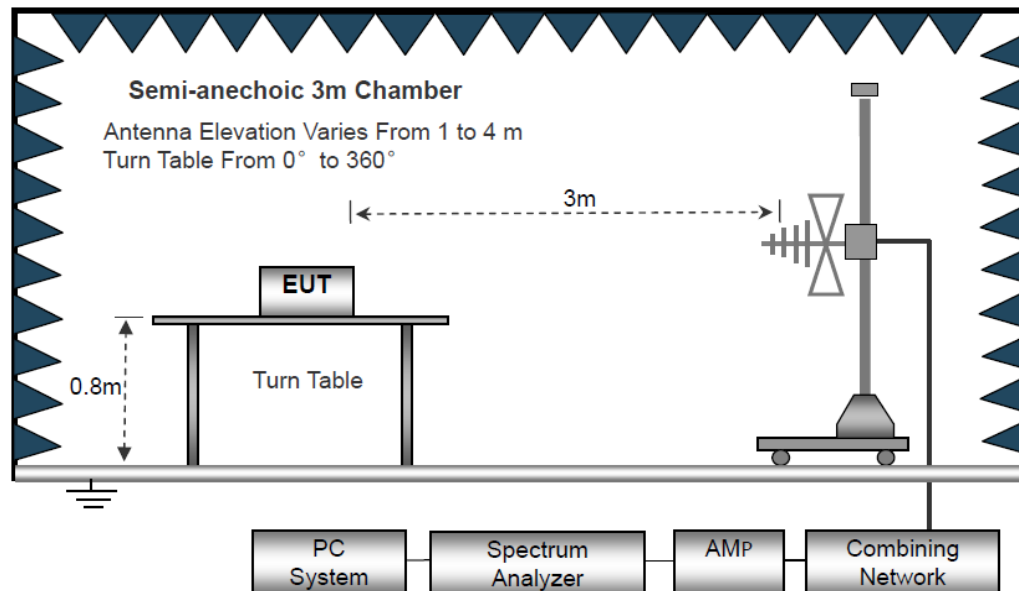 Semi-anechoic 3m Chamber
Antenna Elevation Varies From 1 to 4 m
Turn Table From 0° to 360°
3m
EUT
0.8m
Turn Table
PC
System
Spectrum
Analyzer
AMP
Combining
Network